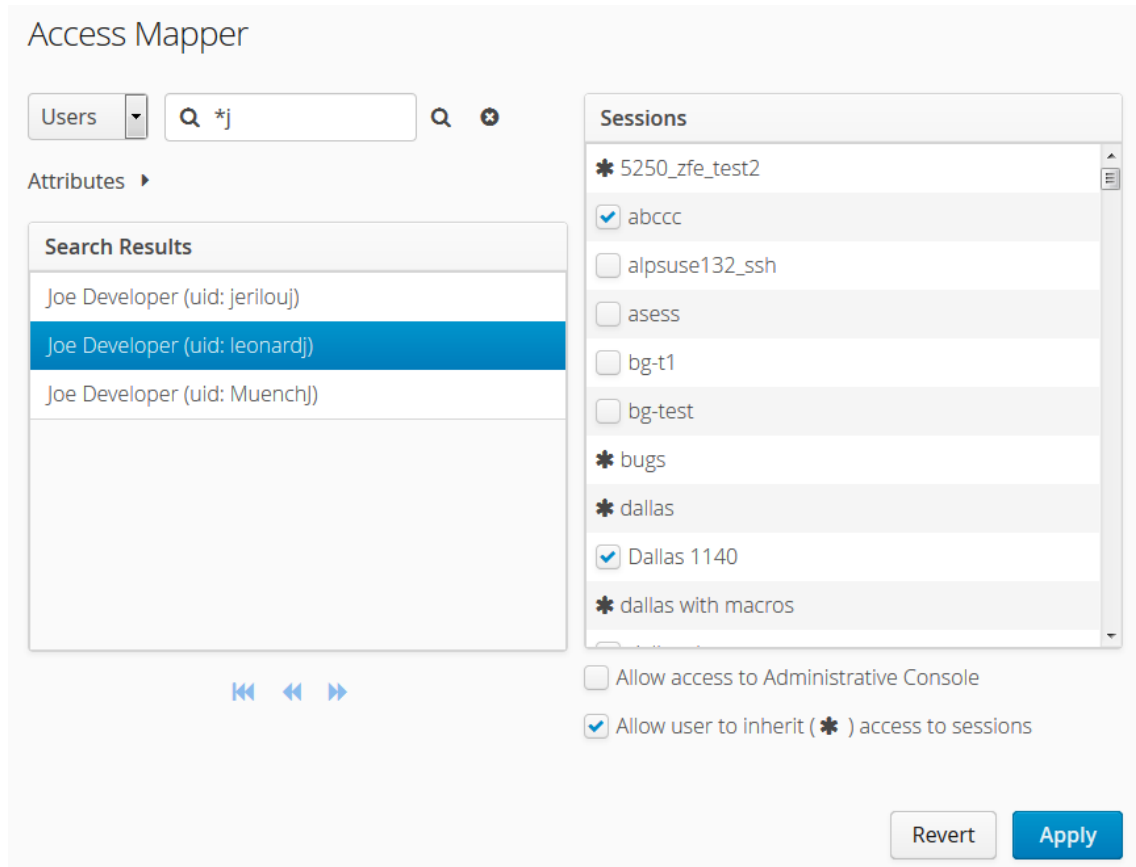 Access Mapper
Users
*j
Attributes
Search Results
Joe Developer (uid: jerilouj)
Joe Developer (uid: leonardj)
Joe Developer (uid: MuenchJ)
Sessions
✱ 5250_zfe_test2
abccc
alpsuse132_ssh
asess
bg-t1
bg-test
✱ bugs
✱ dallas
Dallas 1140
✱ dallas with macros
Allow access to Administrative Console
Allow user to inherit ( ✱ ) access to sessions
Revert
Apply